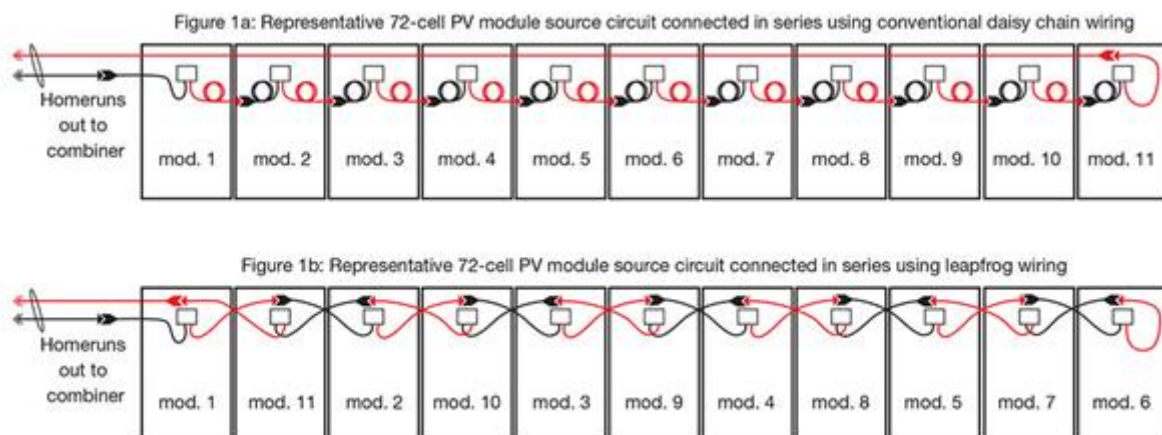 Figure 1a: Representative 72-cell PV module source circuit connected in series using conventional daisy chain wiring
Homeruns
out to
combiner
mod. 1
mod. 2
mod. 3
mod. 4
mod. 5
mod. 6
mod. 7
mod. 8
mod. 9
mod. 10
mod. 11
Figure 1b: Representative 72-cell PV module source circuit connected in series using leapfrog wiring
Homeruns
out to
combiner
mod. 1
mod. 11
mod. 2
mod. 10
mod. 3
mod. 9
mod. 4
mod. 8
mod. 5
mod. 7
mod. 6